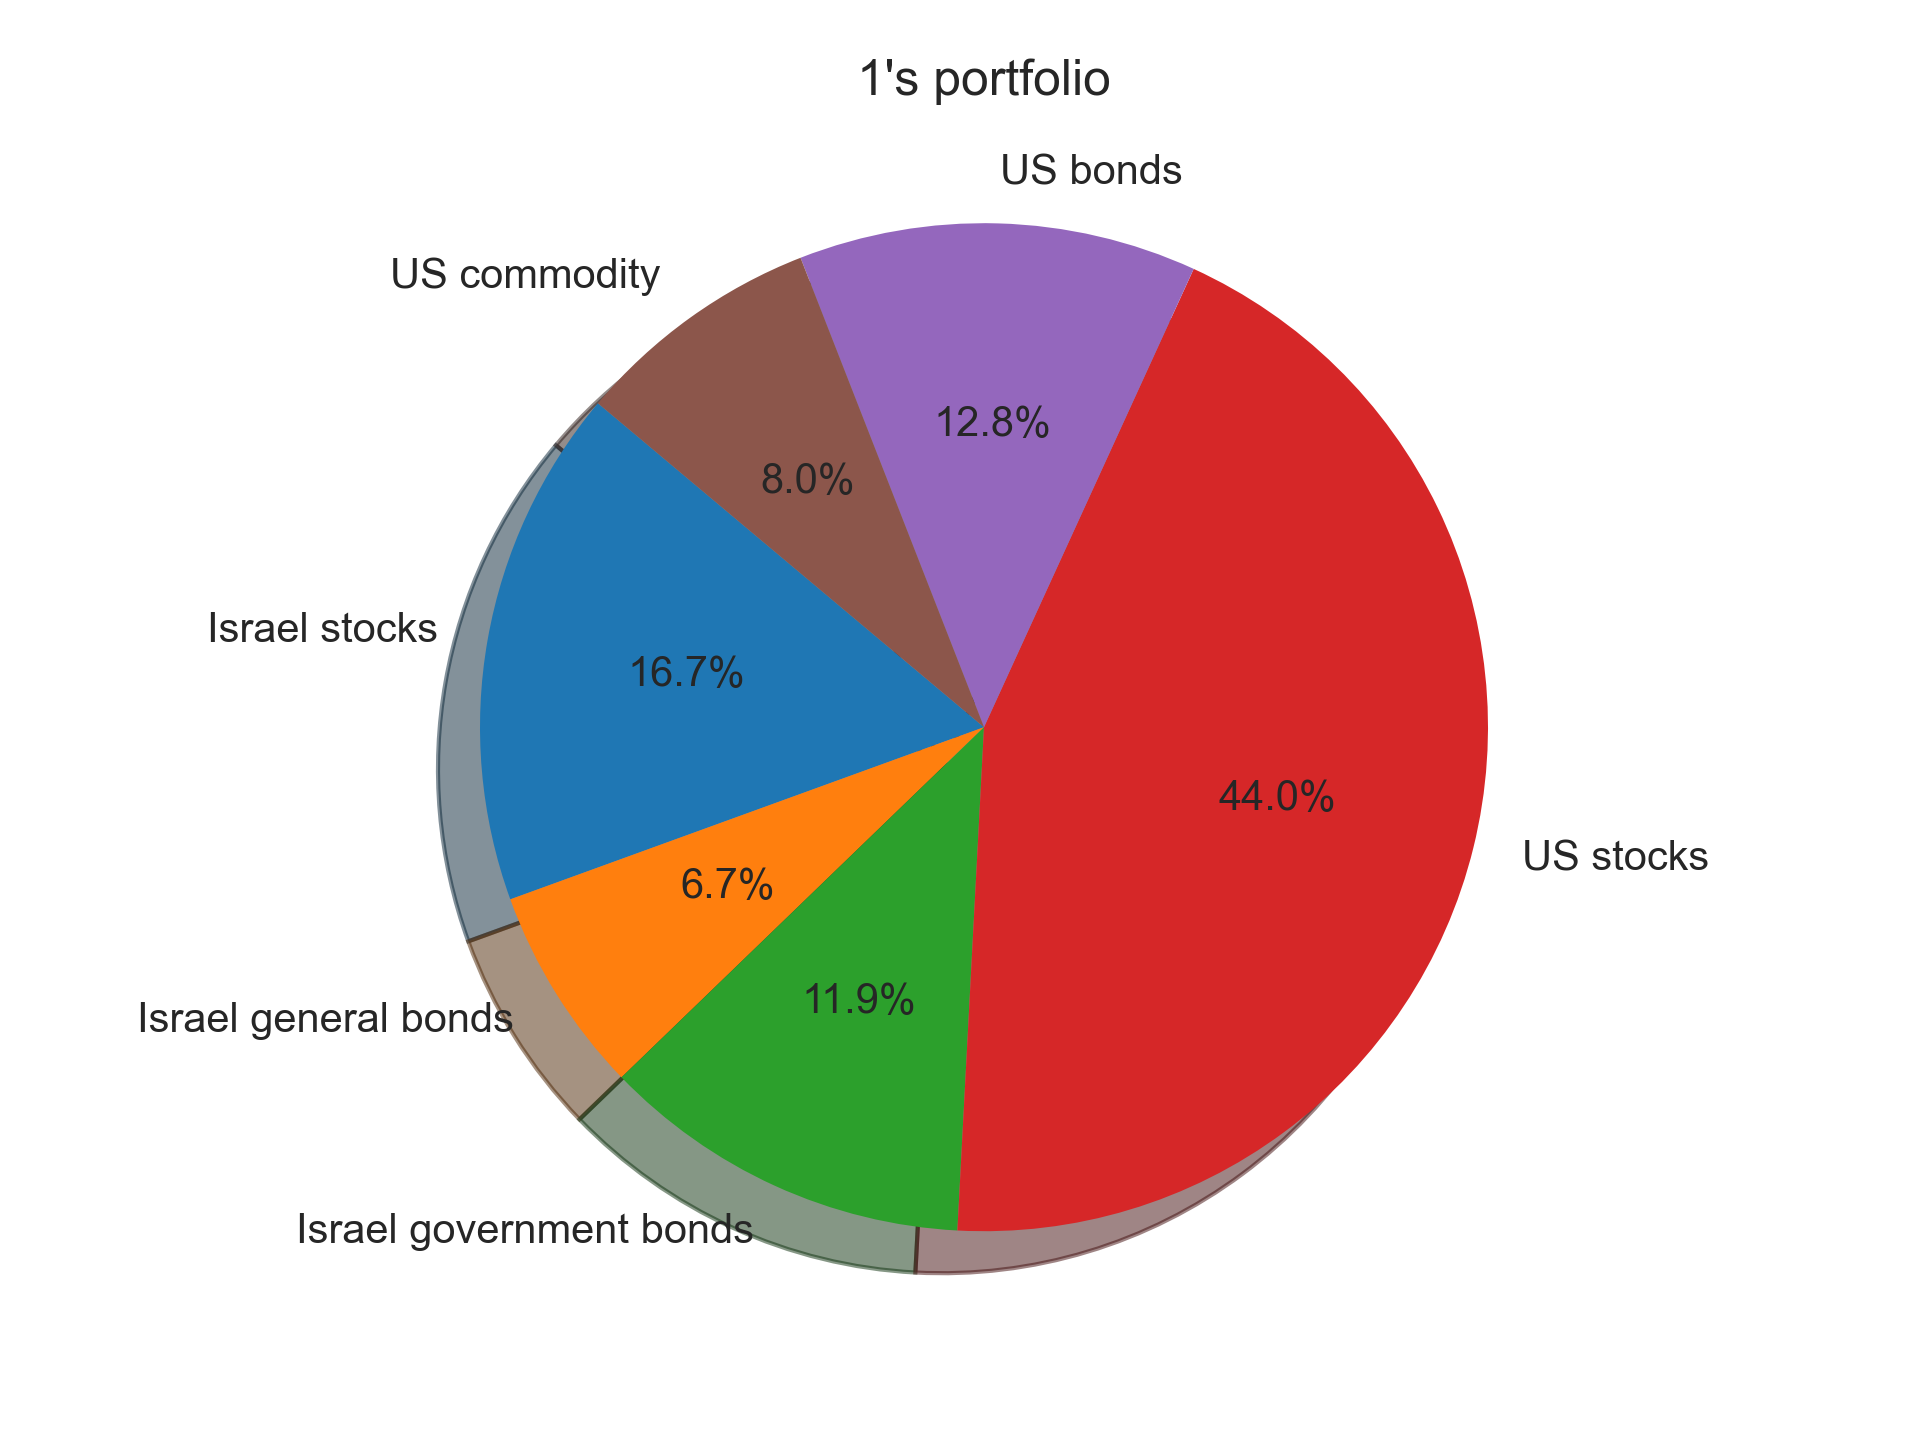 1's portfolio
US bonds
US commodity
12.8%
8.0%
Israel stocks
16.7%
44.0%
US stocks
6.7%
11.9%
Israel general bonds
Israel government bonds